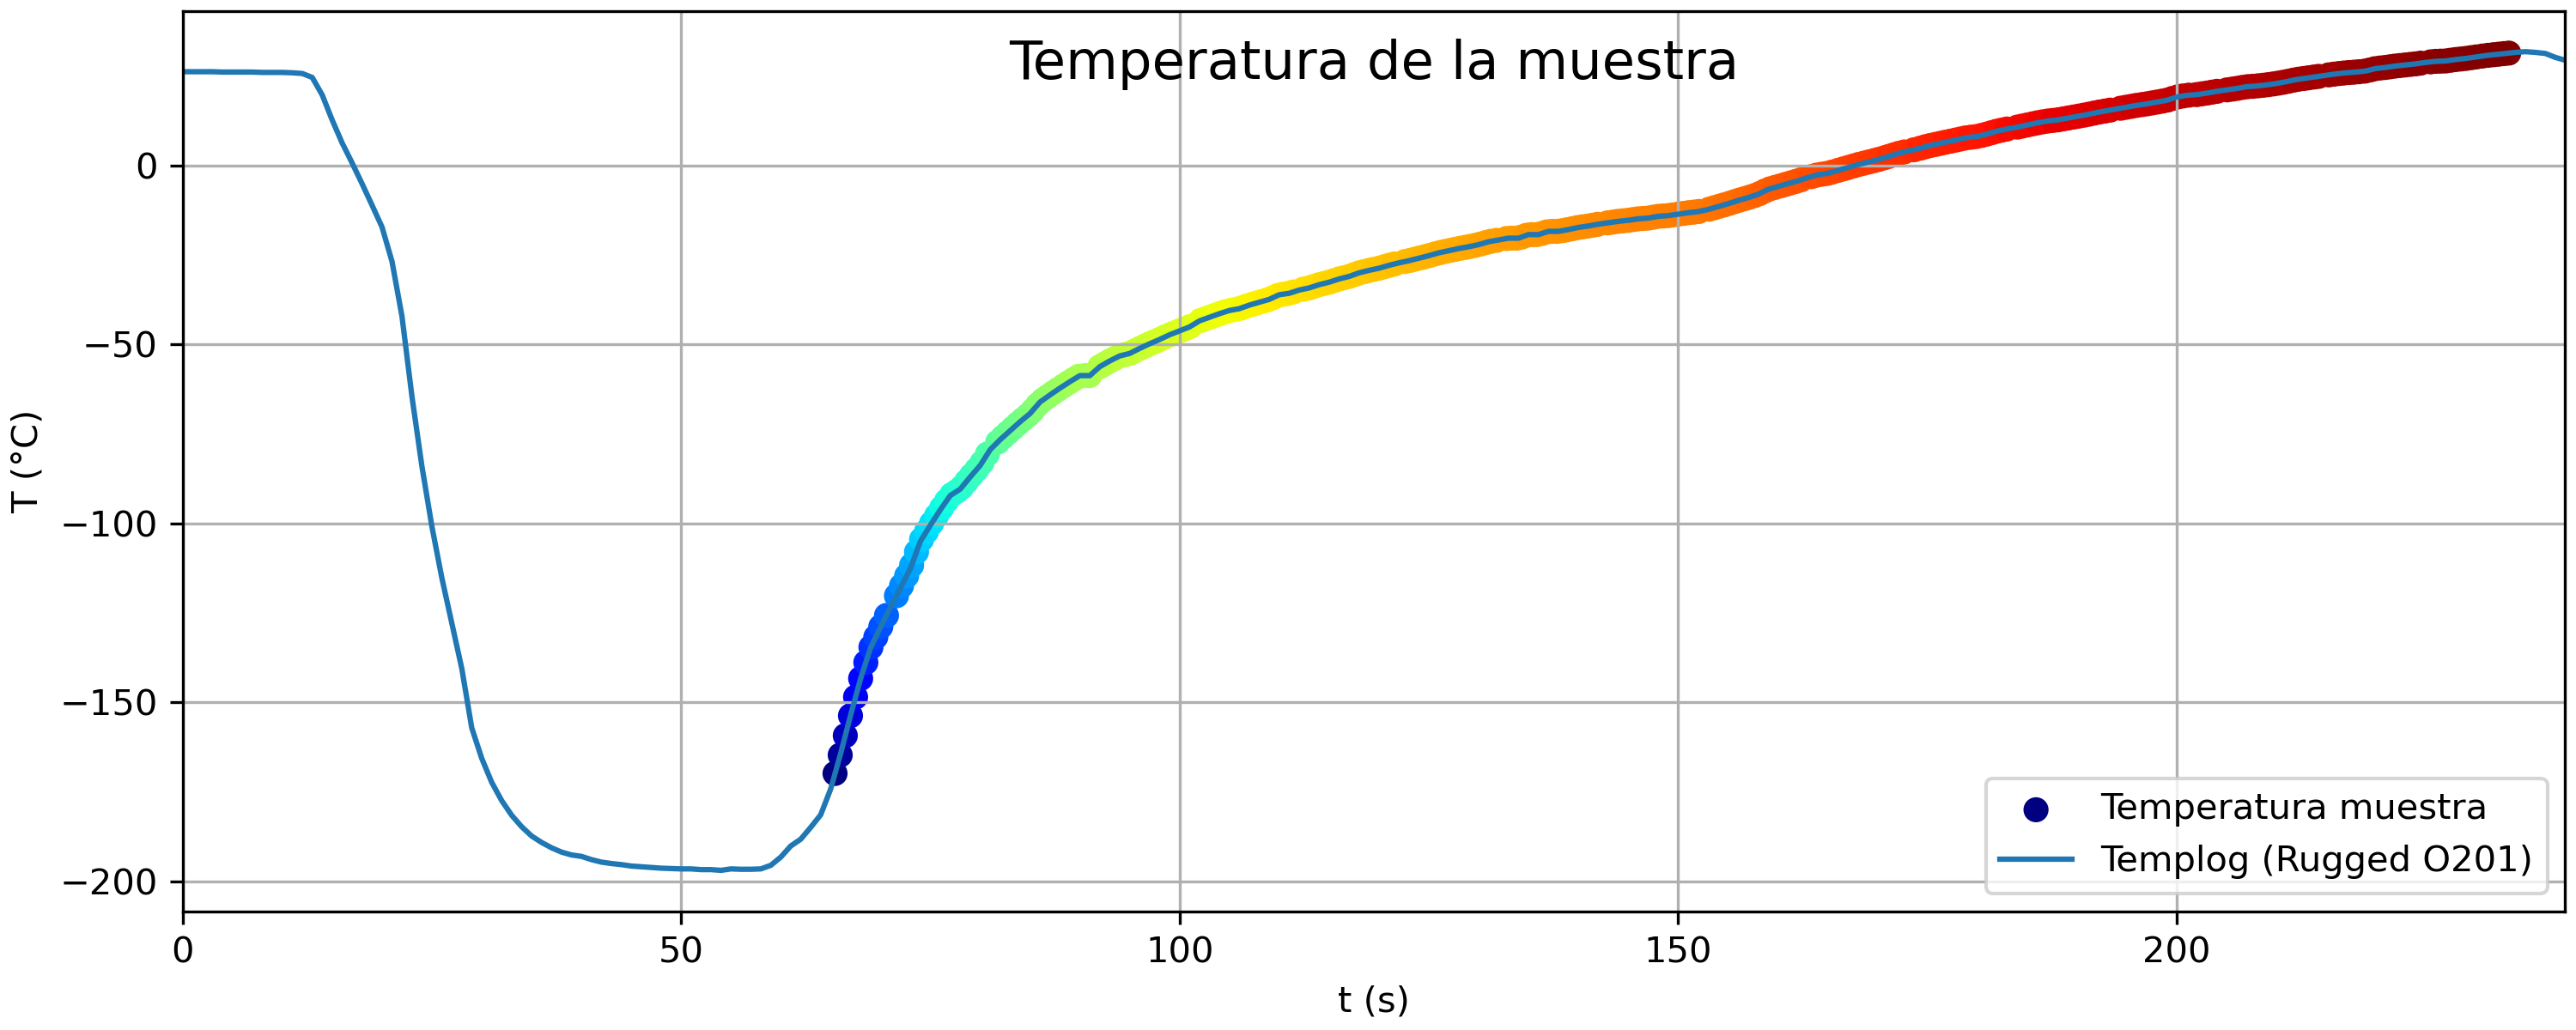 Temperatura de la muestra
T (°C)
0
−50
−100
−150
−200
0
50
100
150
200
t (s)
Temperatura muestra
Templog (Rugged O201)